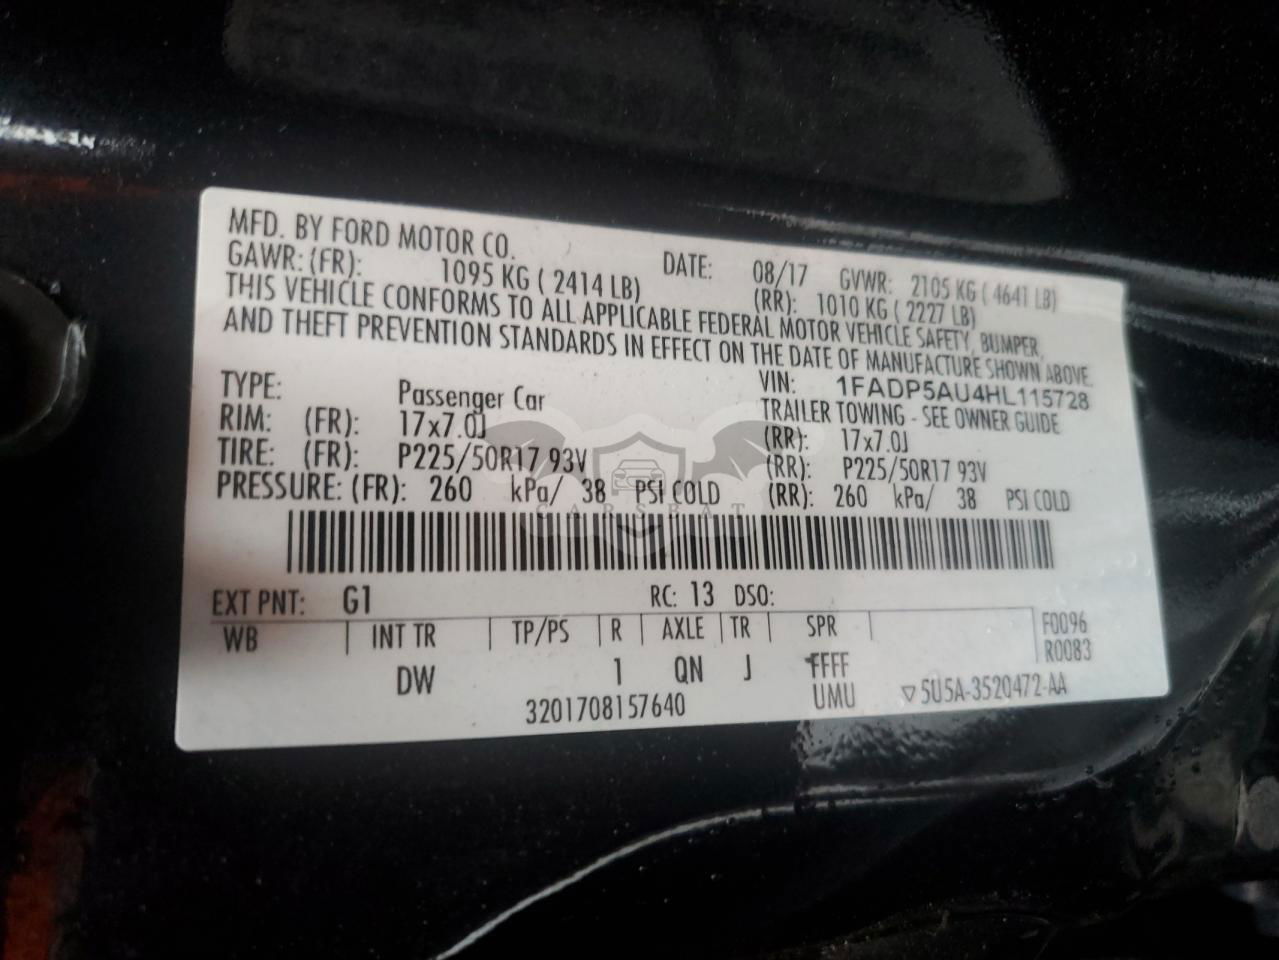 MFD. BY FORD MOTOR CO. DATE: 08/17 GVWR: 2105 KG ( 4641 LB)
GAWR: (FR): 1095 KG ( 2414 LB) (RR): 1010 KG ( 2227 LB)
THIS VEHICLE CONFORMS TO ALL APPLICABLE FEDERAL MOTOR VEHICLE SAFETY, BUMPER,
AND THEFT PREVENTION STANDARDS IN EFFECT ON THE DATE OF MANUFACTURE SHOWN ABOVE.
TYPE: Passenger Car VIN: 1FADP5AU4HL115728
TRAILER TOWING - SEE OWNER GUIDE
RIM: (FR): 17x7.0J (RR): 17x7.0J
TIRE: (FR): P225/50R17 93V (RR): P225/50R17 93V
PRESSURE: (FR): 260 kPa/ 38 PSI COLD (RR): 260 kPa/ 38 PSI COLD
CARSBAT
EXT PNT: G1 RC: 13 DSO:
WB INT TR TP/PS R AXLE TR SPR F0096
R0083
DW 1 QN J FFFF
3201708157640 UMU ▽5U5A-3520472-AA